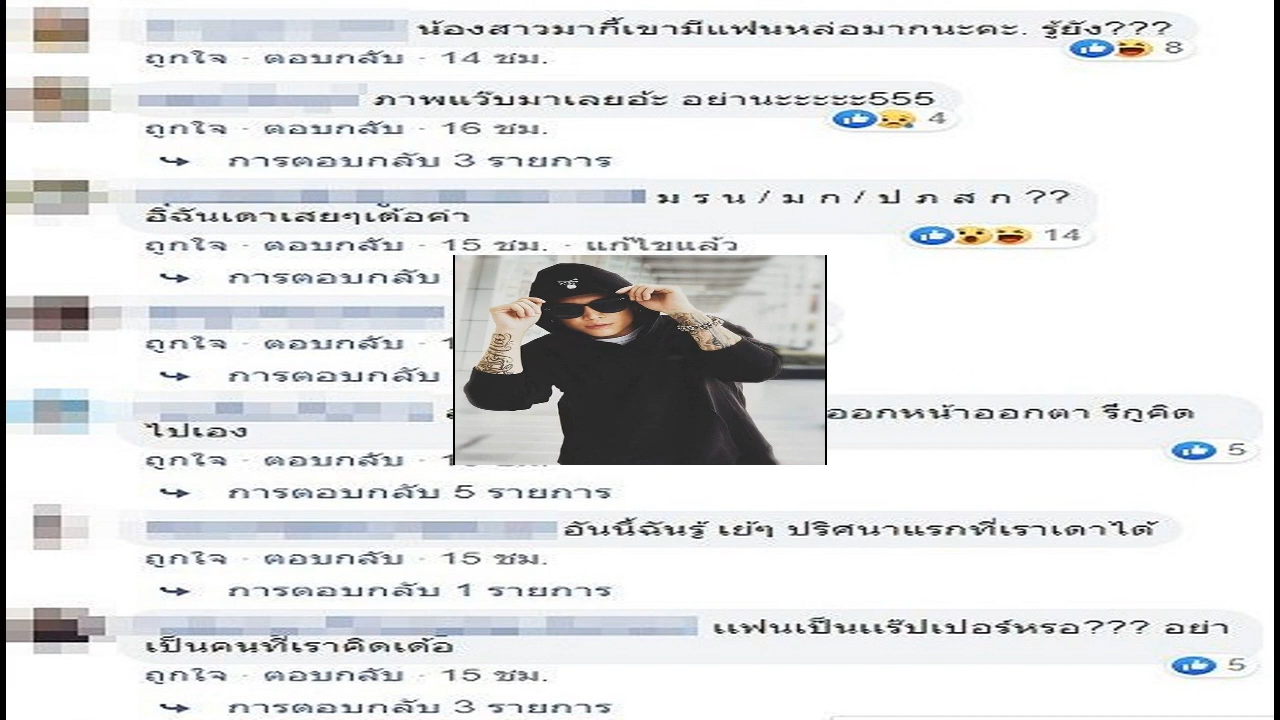 น้องสาวมากี้เขามีแฟนหล่อมากนะคะ. รู้ยัง???
8
ถูกใจ · ตอบกลับ · 14 ชม.
ภาพแว๊บมาเลยอ้ะ อย่านะะะะะ555
4
ถูกใจ · ตอบกลับ · 16 ชม.
การตอบกลับ 3 รายการ
ม ร น / ม ก / ป ภ ส ก ??
อิ่ฉันเดาเสยๆเด้อค่า
ถูกใจ · ตอบกลับ · 15 ชม. · แก้ไขแล้ว
14
การตอบกลับ
ถูกใจ · ตอบกลับ · 1
การตอบกลับ
ออกหน้าออกตา รึกูคิด
ไปเอง
5
ถูกใจ · ตอบกลับ ·
การตอบกลับ 5 รายการ
อันนี้ฉันรู้ เย้ๆ ปริศนาแรกที่เราเดาได้
ถูกใจ · ตอบกลับ · 15 ชม.
การตอบกลับ 1 รายการ
แฟนเป็นแร๊ปเปอร์หรอ??? อย่า
เป็นคนที่เราคิดเด้อ
5
ถูกใจ · ตอบกลับ · 15 ชม.
การตอบกลับ 3 รายการ